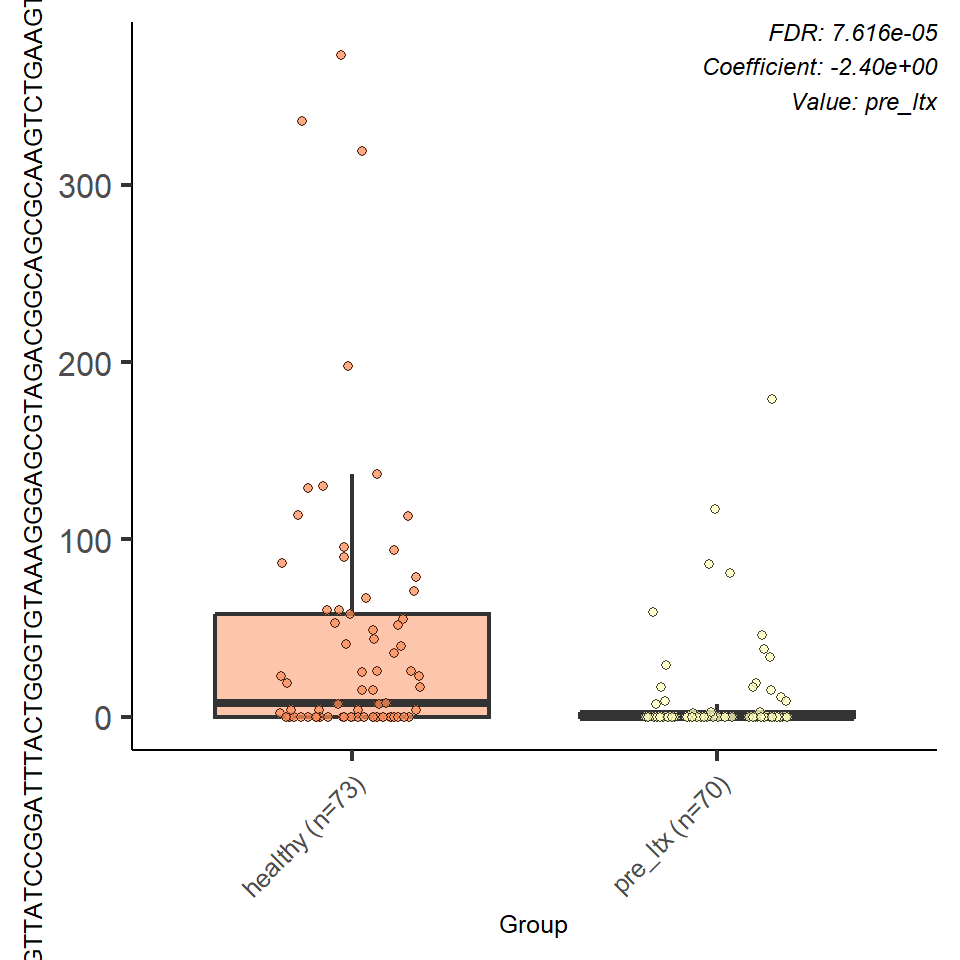 FDR: 7.616e-05
Coefficient: -2.40e+00
Value: pre_ltx
GTTATCCGGATTTACTGGGTGTAAAGGGAGCGTAGACGGCAGCGCAAGTCTGAAGT
300
200
100
0
healthy (n=73)
pre_ltx (n=70)
Group